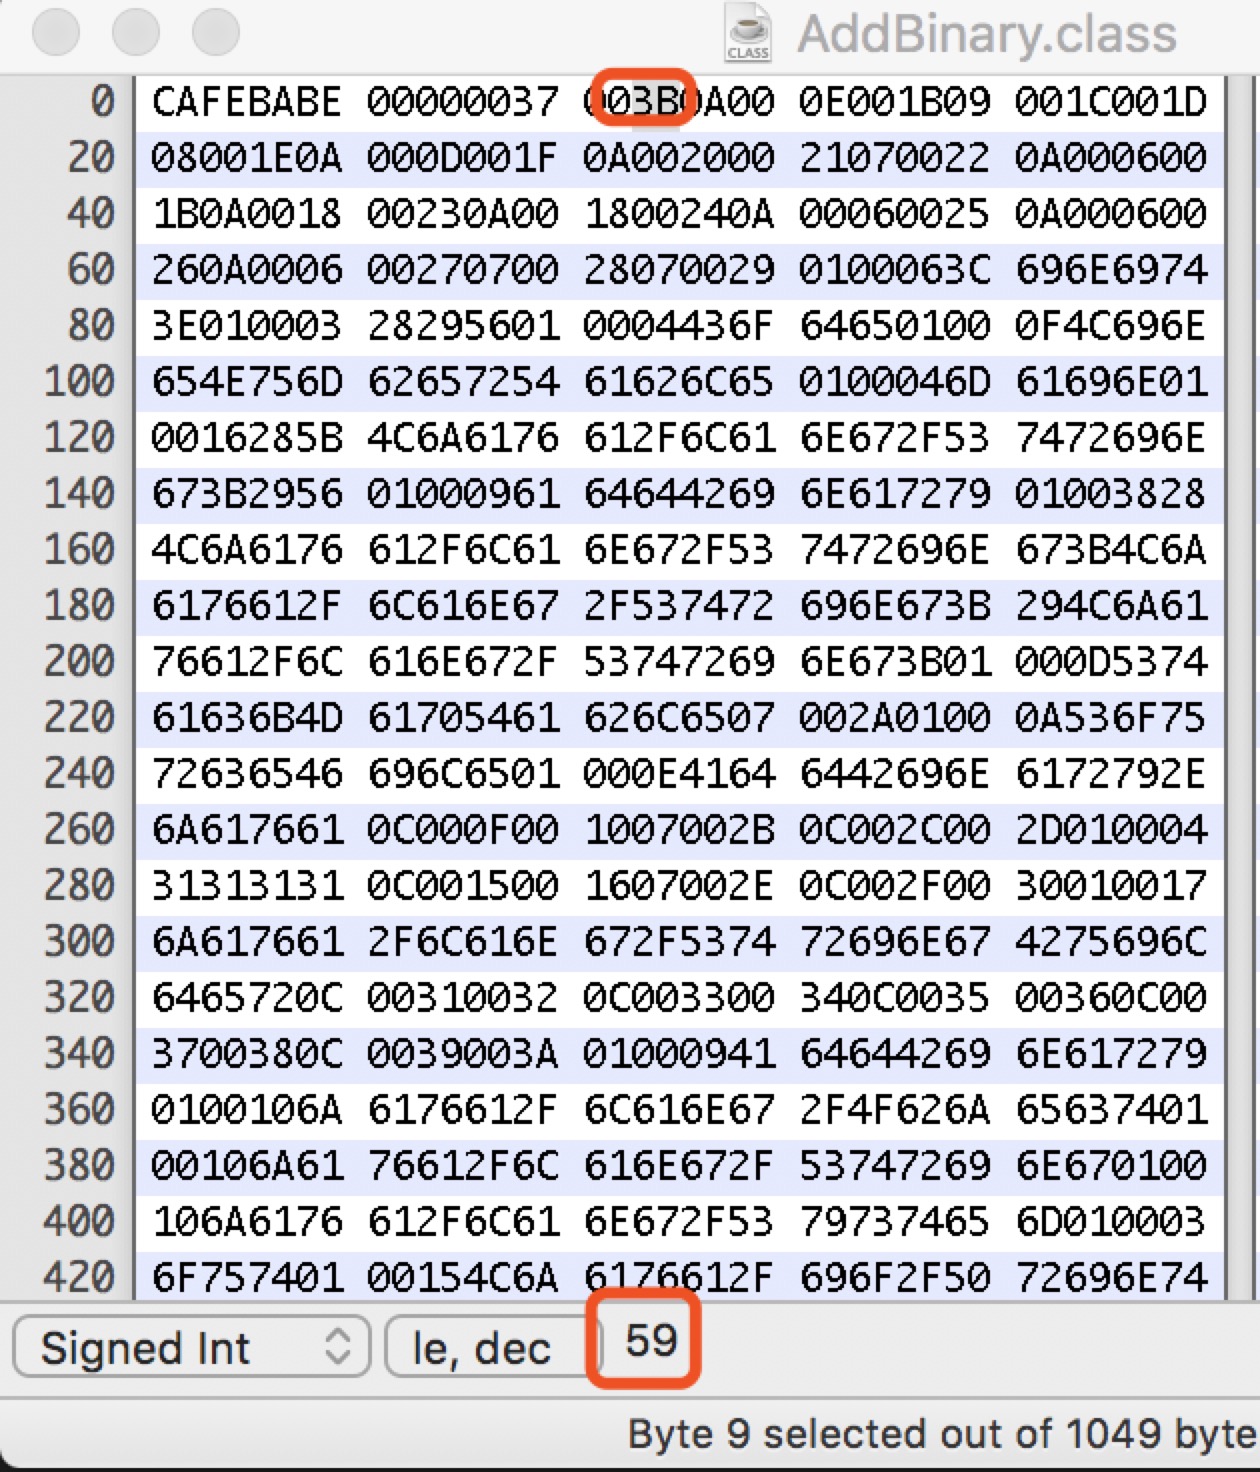 CLASS AddBinary.class
0 CAFEBABE 00000037 003B0A00 0E001B09 001C001D
20 08001E0A 000D001F 0A002000 21070022 0A000600
40 1B0A0018 00230A00 1800240A 00060025 0A000600
60 260A0006 00270700 28070029 0100063C 696E6974
80 3E010003 28295601 0004436F 64650100 0F4C696E
100 654E756D 62657254 61626C65 0100046D 61696E01
120 0016285B 4C6A6176 612F6C61 6E672F53 7472696E
140 673B2956 01000961 64644269 6E617279 01003828
160 4C6A6176 612F6C61 6E672F53 7472696E 673B4C6A
180 6176612F 6C616E67 2F537472 696E673B 294C6A61
200 76612F6C 616E672F 53747269 6E673B01 000D5374
220 61636B4D 61705461 626C6507 002A0100 0A536F75
240 72636546 696C6501 000E4164 6442696E 6172792E
260 6A617661 0C000F00 1007002B 0C002C00 2D010004
280 31313131 0C001500 1607002E 0C002F00 30010017
300 6A617661 2F6C616E 672F5374 72696E67 4275696C
320 6465720C 00310032 0C003300 340C0035 00360C00
340 3700380C 0039003A 01000941 64644269 6E617279
360 0100106A 6176612F 6C616E67 2F4F626A 65637401
380 00106A61 76612F6C 616E672F 53747269 6E670100
400 106A6176 612F6C61 6E672F53 79737465 6D010003
420 6F757401 00154C6A 6176612F 696F2F50 72696E74
Signed Int le, dec 59
Byte 9 selected out of 1049 byte